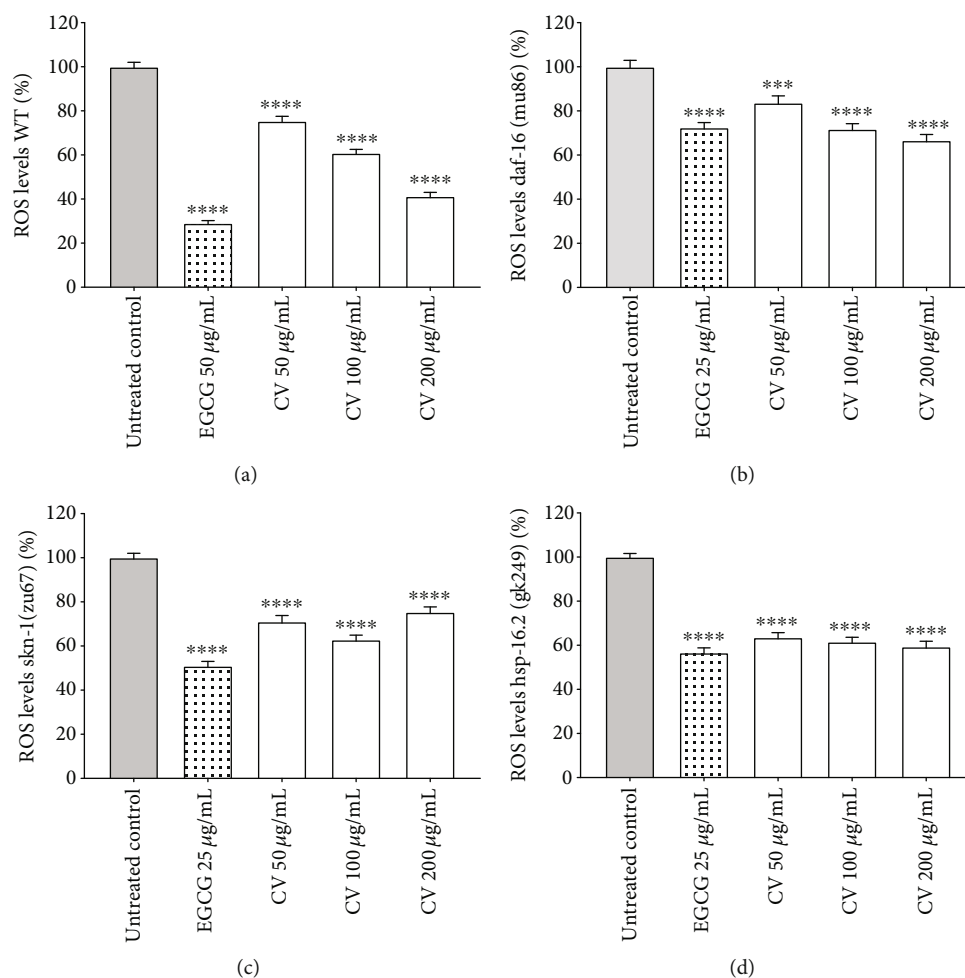 ROS levels WT (%)
120
100
80
60
40
20
0
****
****
****
****
Untreated control
EGCG 50 µg/mL
CV 50 µg/mL
CV 100 µg/mL
CV 200 µg/mL
(a)
ROS levels daf-16 (mu86) (%)
120
100
80
60
40
20
0
****
***
****
****
Untreated control
EGCG 25 µg/mL
CV 50 µg/mL
CV 100 µg/mL
CV 200 µg/mL
(b)
ROS levels skn-1(zu67) (%)
120
100
80
60
40
20
0
****
****
****
****
Untreated control
EGCG 25 µg/mL
CV 50 µg/mL
CV 100 µg/mL
CV 200 µg/mL
(c)
ROS levels hsp-16.2 (gk249) (%)
120
100
80
60
40
20
0
****
****
****
****
Untreated control
EGCG 25 µg/mL
CV 50 µg/mL
CV 100 µg/mL
CV 200 µg/mL
(d)